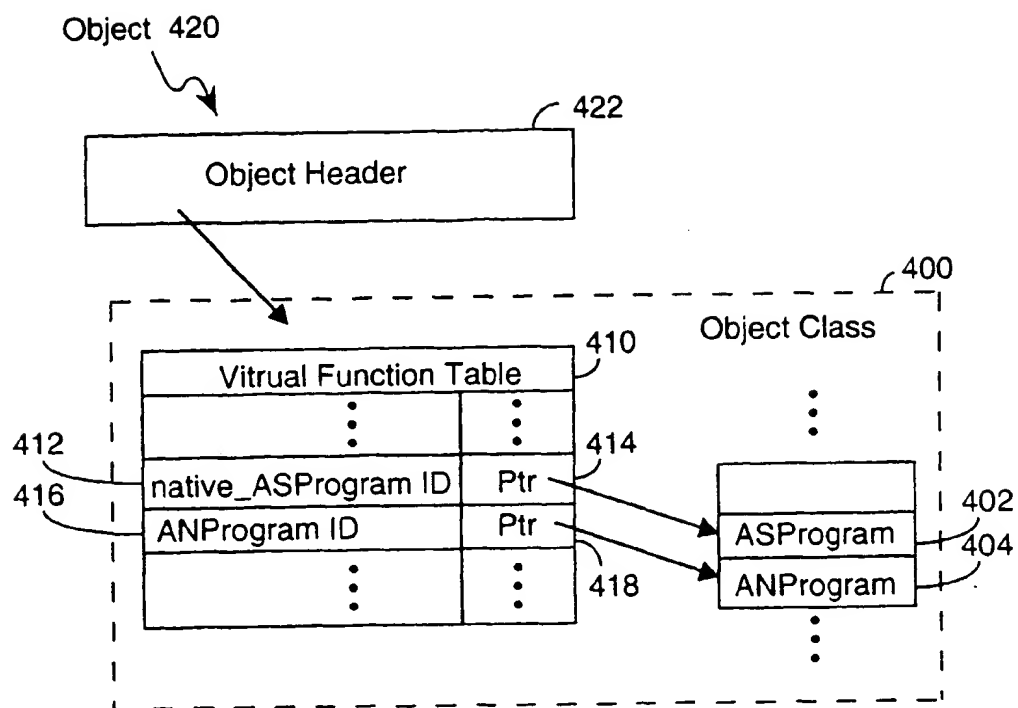 Object 420
422
Object Header
400
Object Class
410
Vitrual Function Table
412
414
native_ASProgram ID Ptr
416
ANProgram ID Ptr
418
402
ASProgram
404
ANProgram